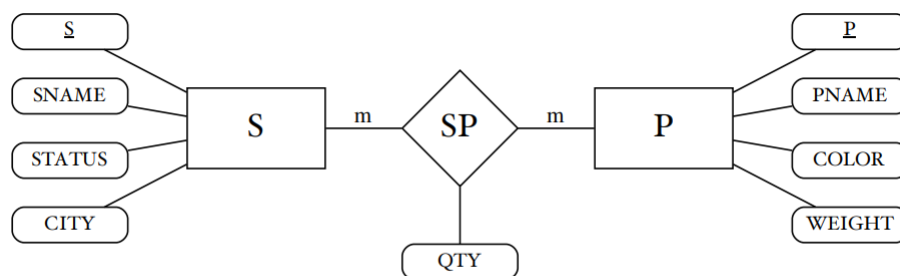 S
SNAME
STATUS
CITY
S
m
SP
m
P
QTY
P
PNAME
COLOR
WEIGHT